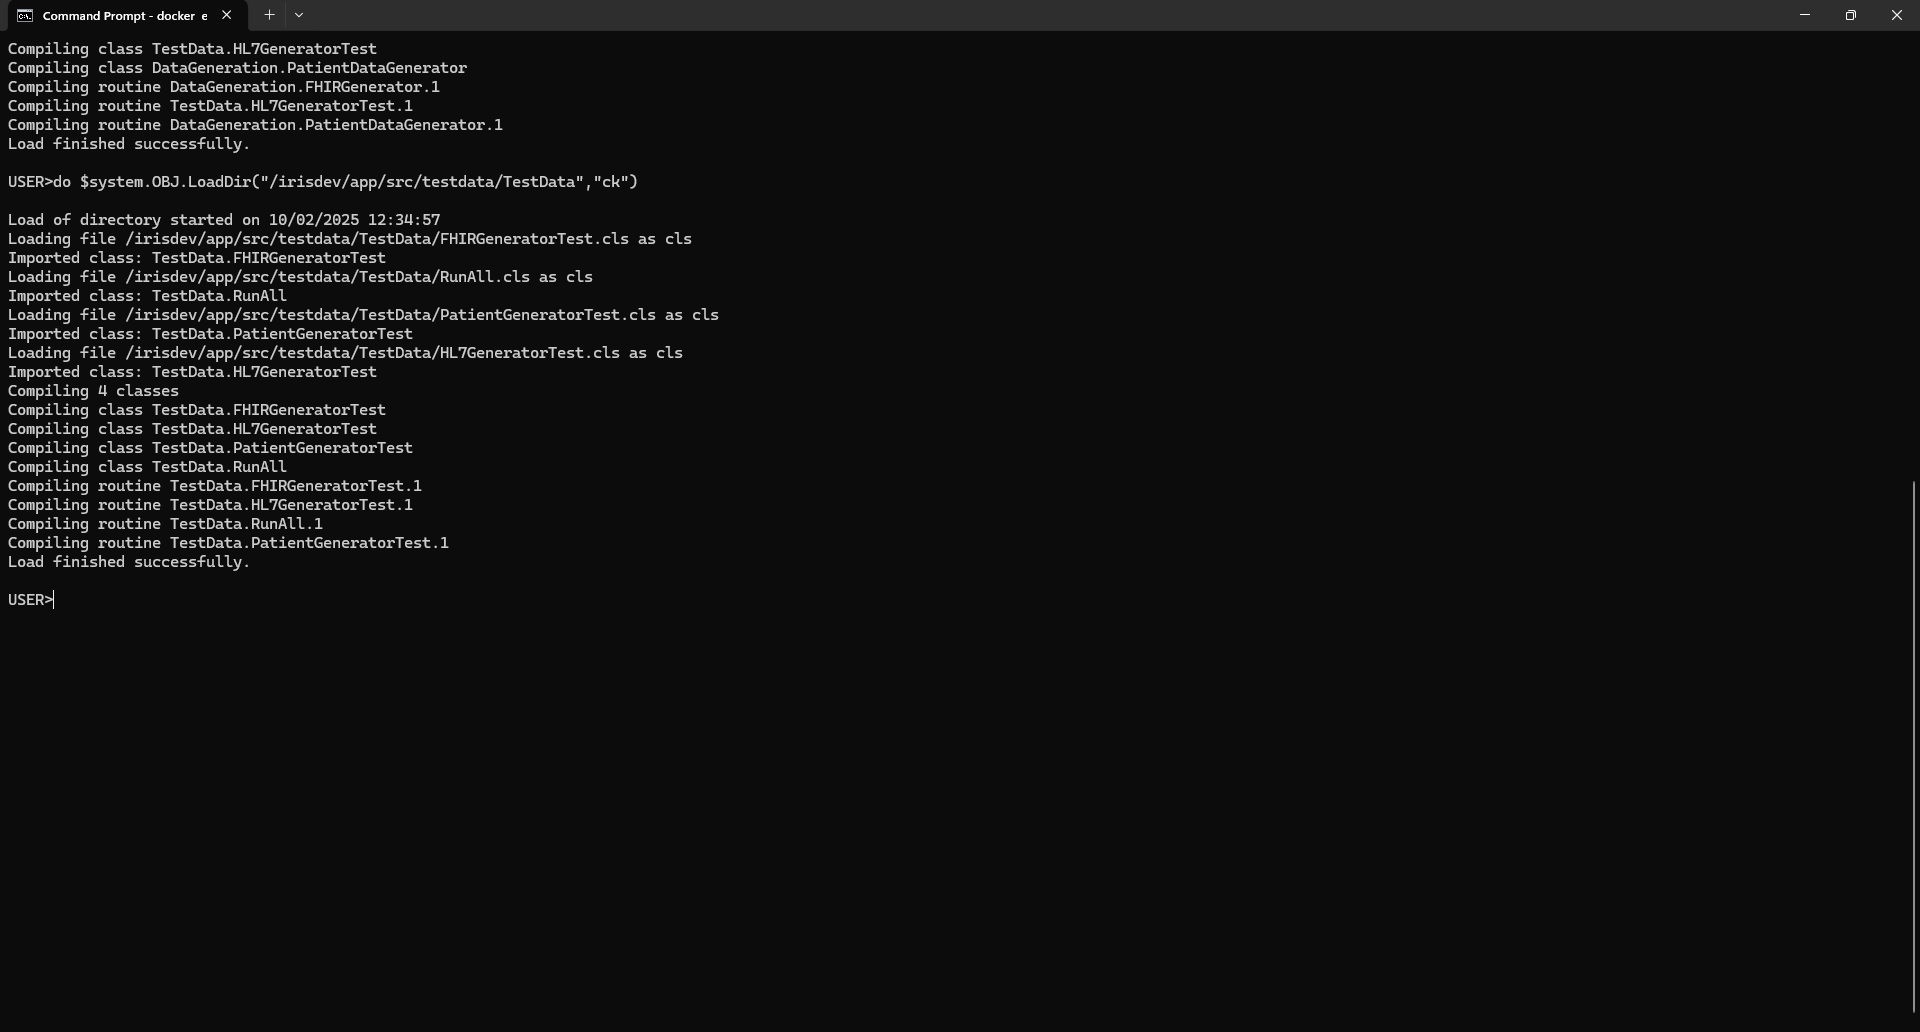 Command Prompt - docker e
Compiling class TestData.HL7GeneratorTest
Compiling class DataGeneration.PatientDataGenerator
Compiling routine DataGeneration.FHIRGenerator.1
Compiling routine TestData.HL7GeneratorTest.1
Compiling routine DataGeneration.PatientDataGenerator.1
Load finished successfully.
USER>do $system.OBJ.LoadDir("/irisdev/app/src/testdata/TestData","ck")
Load of directory started on 10/02/2025 12:34:57
Loading file /irisdev/app/src/testdata/TestData/FHIRGeneratorTest.cls as cls
Imported class: TestData.FHIRGeneratorTest
Loading file /irisdev/app/src/testdata/TestData/RunAll.cls as cls
Imported class: TestData.RunAll
Loading file /irisdev/app/src/testdata/TestData/PatientGeneratorTest.cls as cls
Imported class: TestData.PatientGeneratorTest
Loading file /irisdev/app/src/testdata/TestData/HL7GeneratorTest.cls as cls
Imported class: TestData.HL7GeneratorTest
Compiling 4 classes
Compiling class TestData.FHIRGeneratorTest
Compiling class TestData.HL7GeneratorTest
Compiling class TestData.PatientGeneratorTest
Compiling class TestData.RunAll
Compiling routine TestData.FHIRGeneratorTest.1
Compiling routine TestData.HL7GeneratorTest.1
Compiling routine TestData.RunAll.1
Compiling routine TestData.PatientGeneratorTest.1
Load finished successfully.
USER>